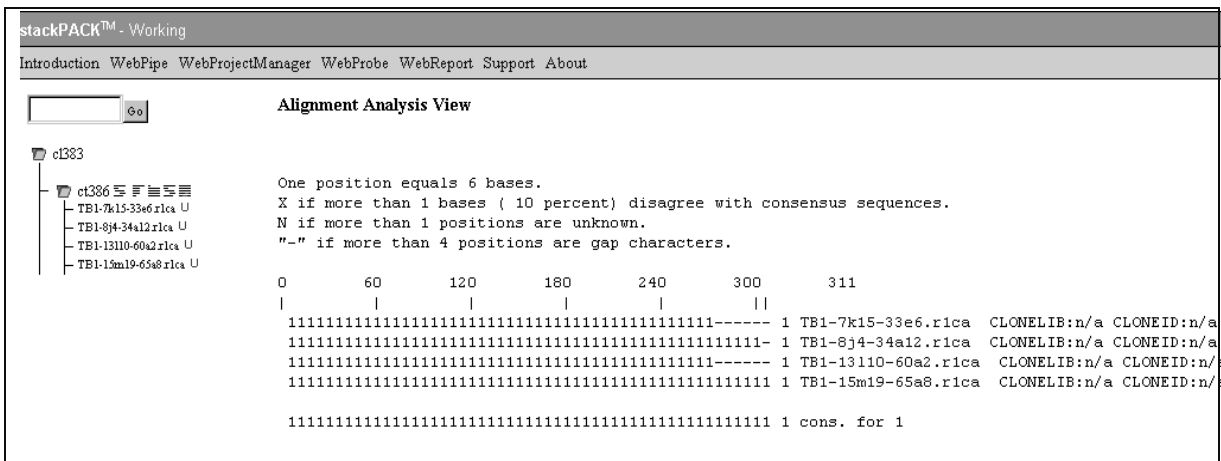 stackPACK™ - Working
Introduction WebPipe WebProjectManager WebProbe WebReport Support About
Go
Alignment Analysis View
cl383
ct386
TB1-7k15-33e6.r1ca U
TB1-8j4-34a12.r1ca U
TB1-13l10-60a2.r1ca U
TB1-15m19-65a8.r1ca U
One position equals 6 bases.
X if more than 1 bases ( 10 percent) disagree with consensus sequences.
N if more than 1 positions are unknown.
"-" if more than 4 positions are gap characters.
0 60 120 180 240 300 311
| | | | | ||
1111111111111111111111111111111111111111111111------ 1 TB1-7k15-33e6.r1ca CLONELIB:n/a CLONEID:n/a
111111111111111111111111111111111111111111111111111- 1 TB1-8j4-34a12.r1ca CLONELIB:n/a CLONEID:n/a
1111111111111111111111111111111111111111111111------ 1 TB1-13l10-60a2.r1ca CLONELIB:n/a CLONEID:n/
1111111111111111111111111111111111111111111111111111 1 TB1-15m19-65a8.r1ca CLONELIB:n/a CLONEID:n/
1111111111111111111111111111111111111111111111111111 1 cons. for 1